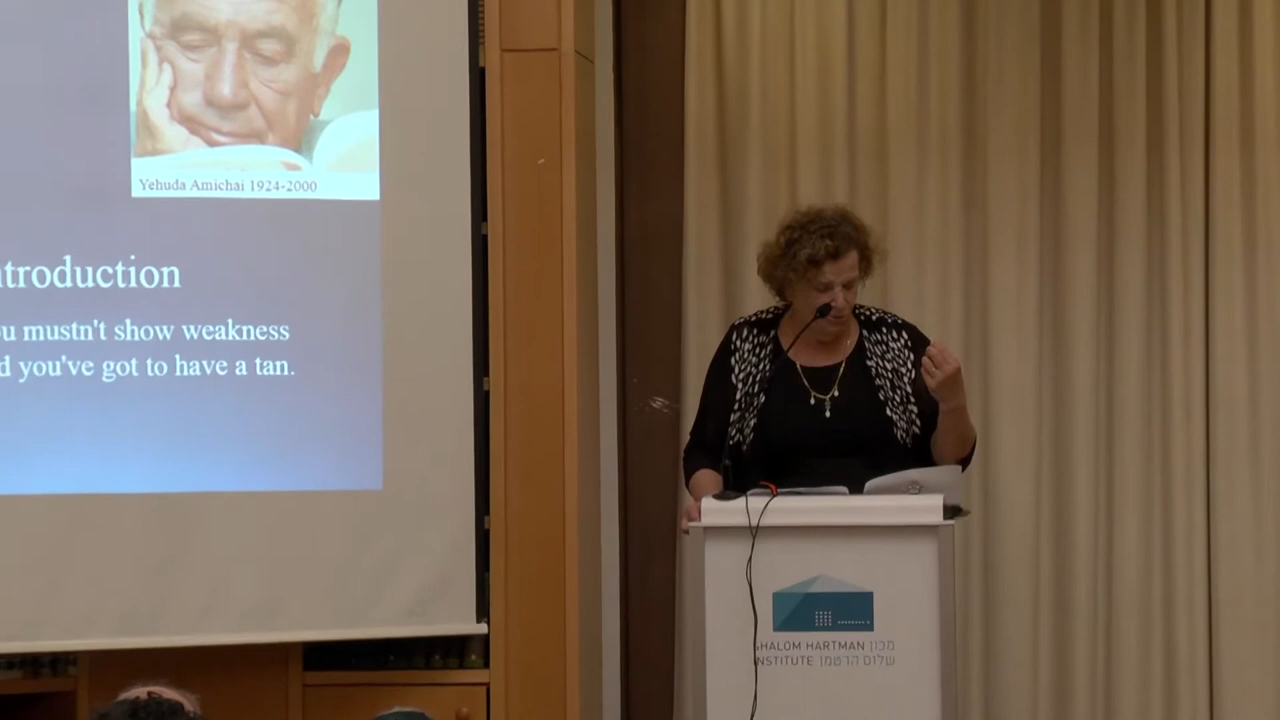 Yehuda Amichai 1924-2000
ntroduction
u mustn't show weakness
d you've got to have a tan.
SHALOM HARTMAN | מכון
INSTITUTE | שלום הרטמן